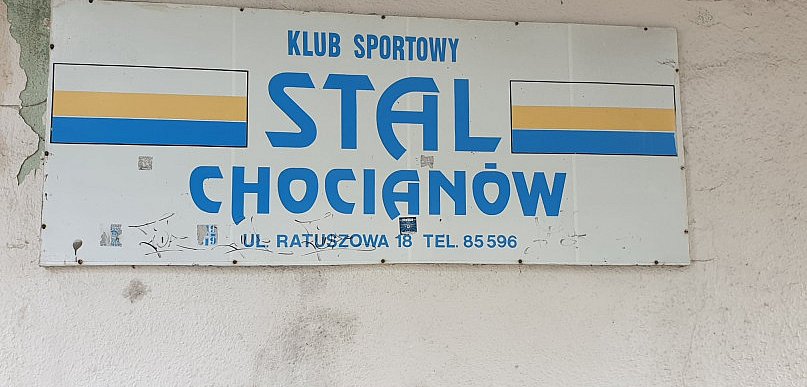 KLUB SPORTOWY
STAL
CHOCIANÓW
UL. RATUSZOWA 18 TEL. 85596